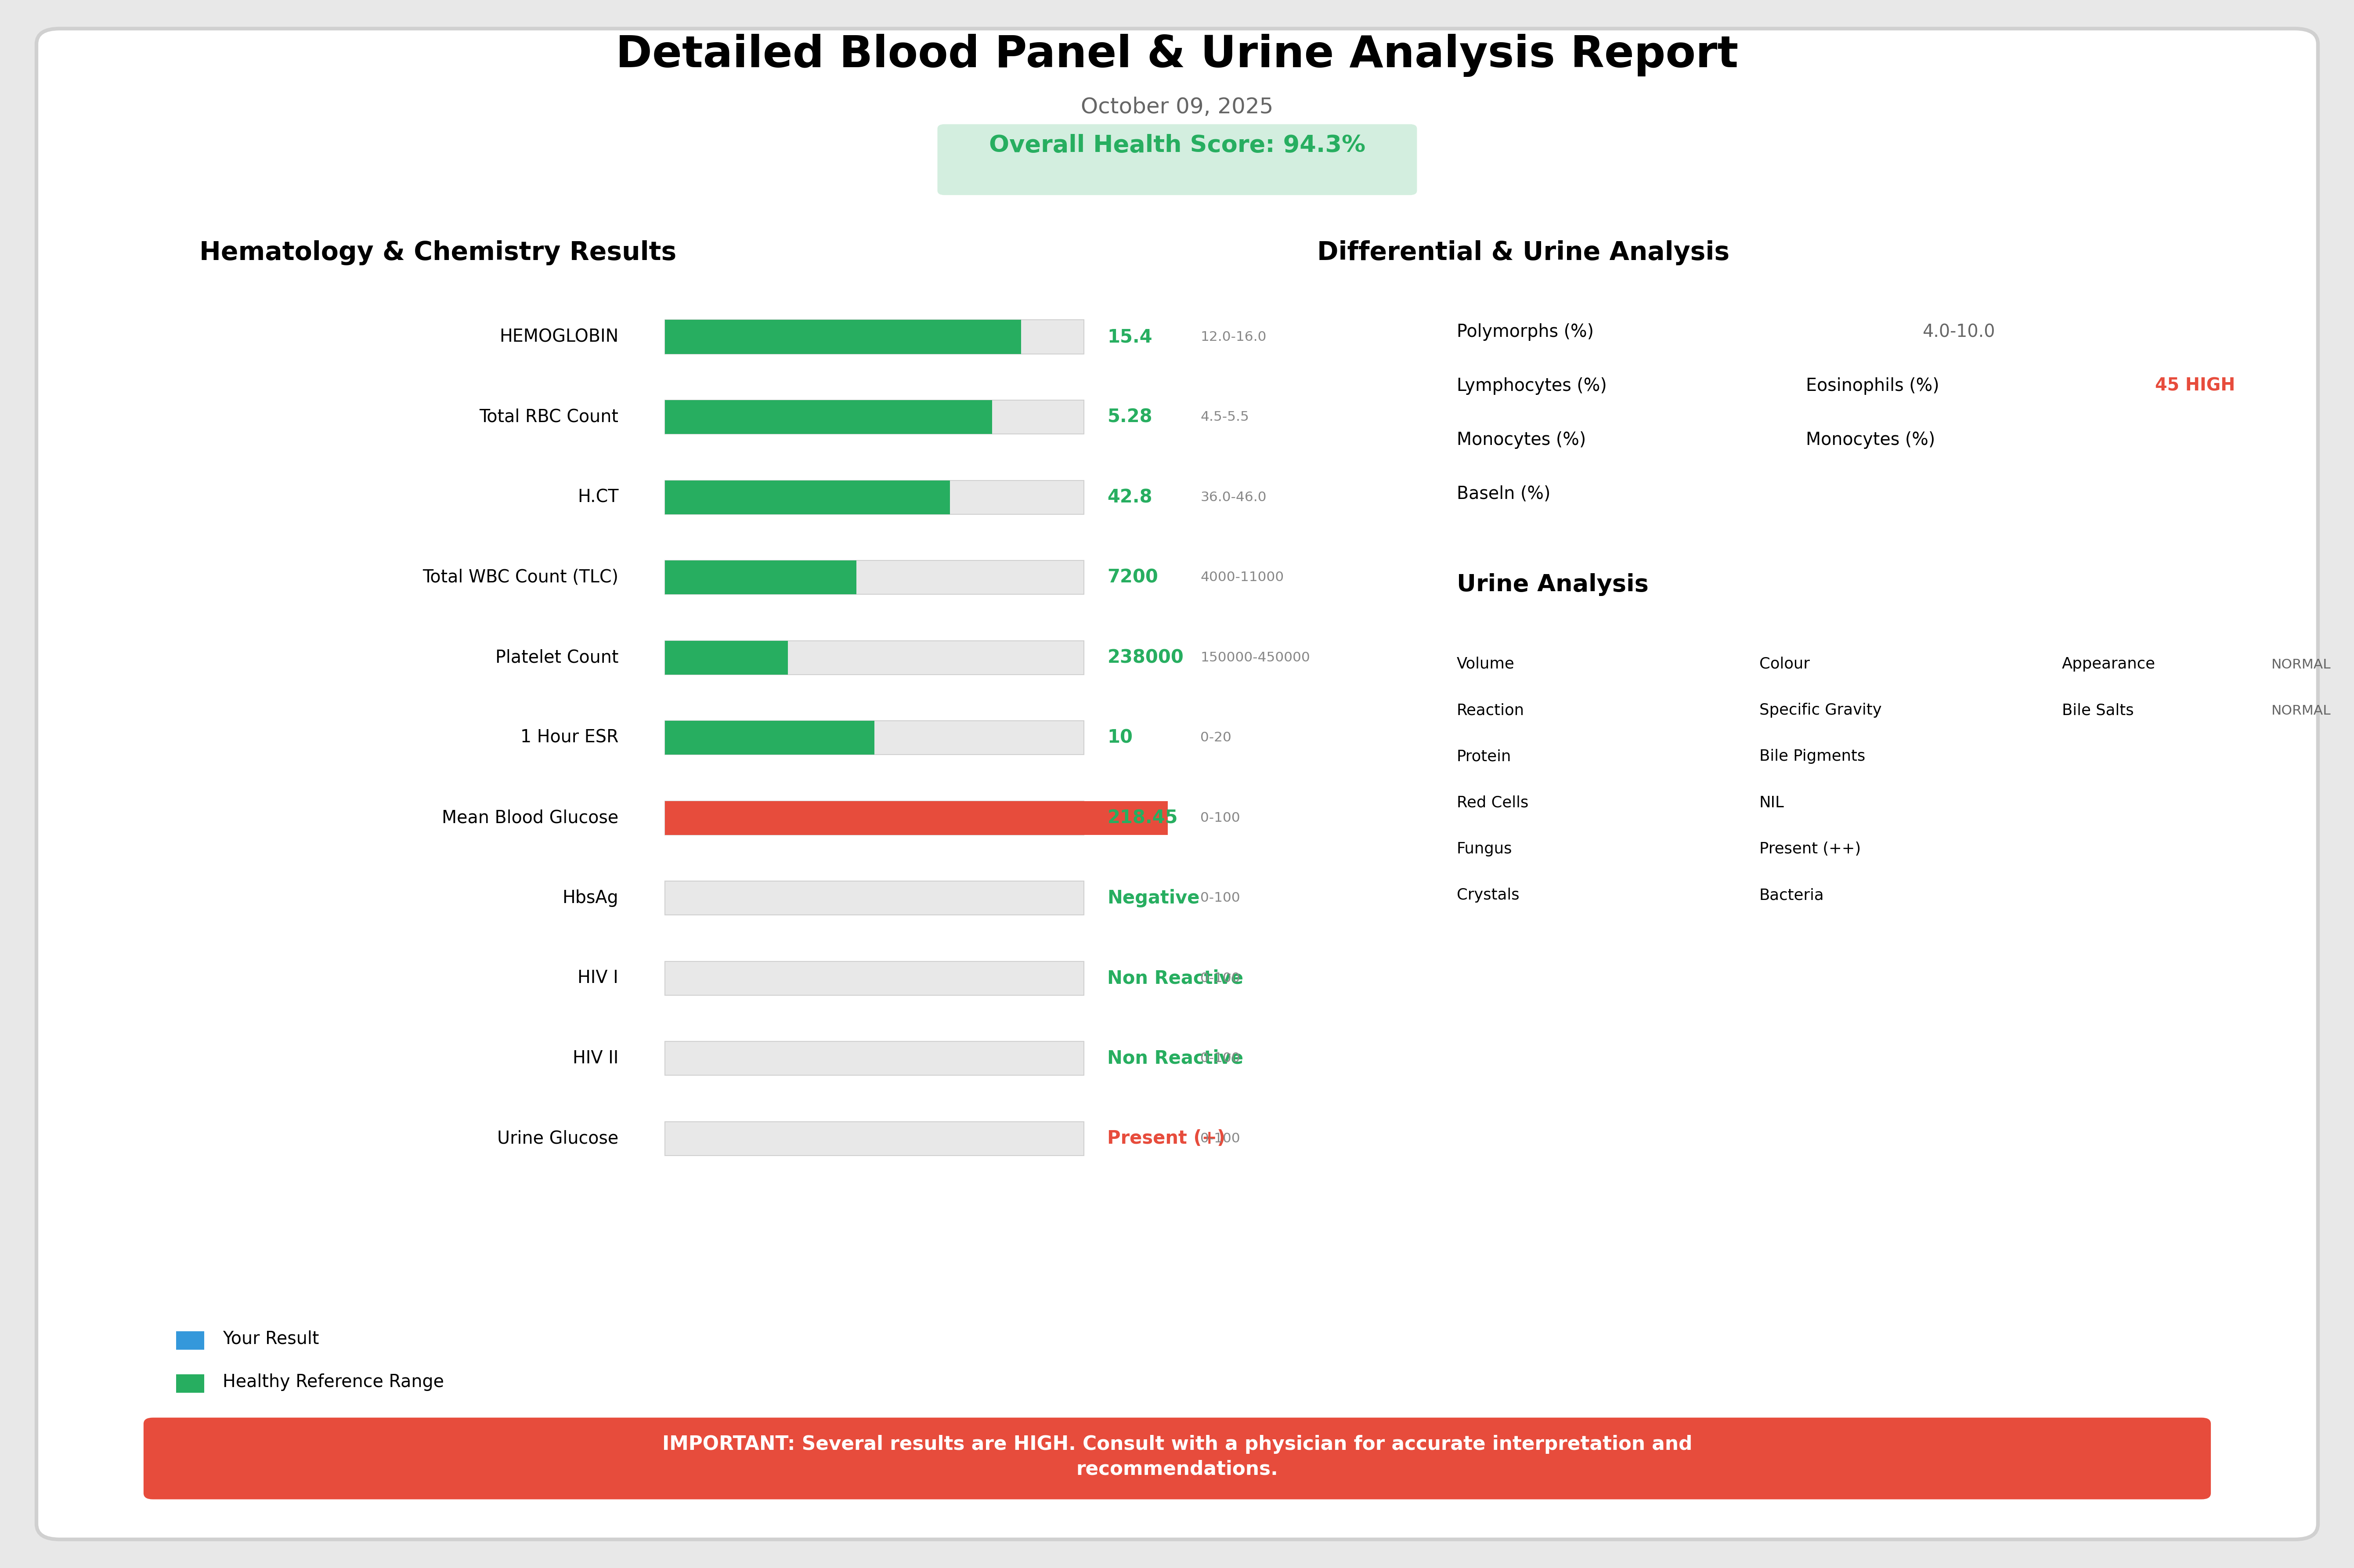 Detailed Blood Panel & Urine Analysis Report
October 09, 2025
Overall Health Score: 94.3%
Hematology & Chemistry Results
HEMOGLOBIN 15.4 12.0-16.0
Total RBC Count 5.28 4.5-5.5
H.CT 42.8 36.0-46.0
Total WBC Count (TLC) 7200 4000-11000
Platelet Count 238000 150000-450000
1 Hour ESR 10 0-20
Mean Blood Glucose 218.45 0-100
HbsAg Negative 0-100
HIV I Non Reactive 0-100
HIV II Non Reactive 0-100
Urine Glucose Present (+) 0-100
Differential & Urine Analysis
Polymorphs (%) 4.0-10.0
Lymphocytes (%) Eosinophils (%) 45 HIGH
Monocytes (%) Monocytes (%)
Baseln (%)
Urine Analysis
Volume Colour Appearance NORMAL
Reaction Specific Gravity Bile Salts NORMAL
Protein Bile Pigments
Red Cells NIL
Fungus Present (++)
Crystals Bacteria
Your Result
Healthy Reference Range
IMPORTANT: Several results are HIGH. Consult with a physician for accurate interpretation and
recommendations.